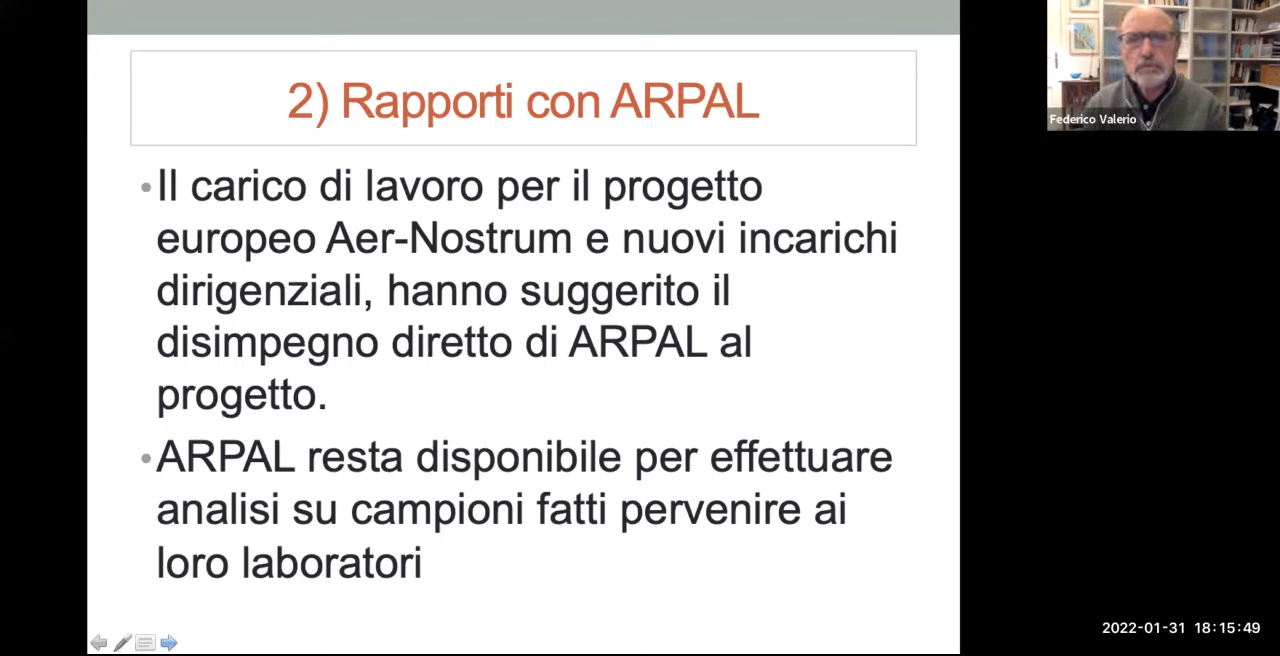 2) Rapporti con ARPAL
•Il carico di lavoro per il progetto
europeo Aer-Nostrum e nuovi incarichi
dirigenziali, hanno suggerito il
disimpegno diretto di ARPAL al
progetto.
•ARPAL resta disponibile per effettuare
analisi su campioni fatti pervenire ai
loro laboratori
Federico Valerio
2022-01-31 18:15:49